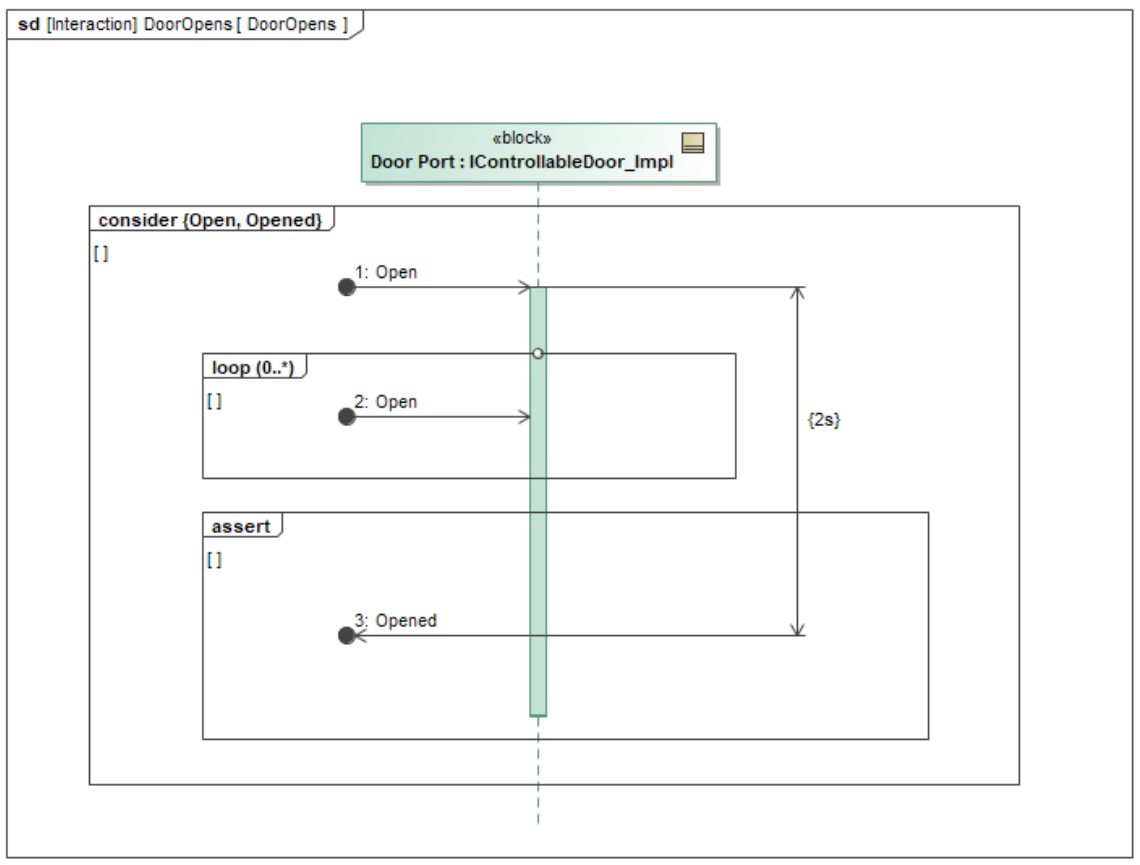 sd [Interaction] DoorOpens [ DoorOpens ]
«block»
Door Port : IControllableDoor_Impl
consider {Open, Opened}
[ ]
1: Open
loop (0..*)
[ ]
2: Open
{2s}
assert
[ ]
3: Opened